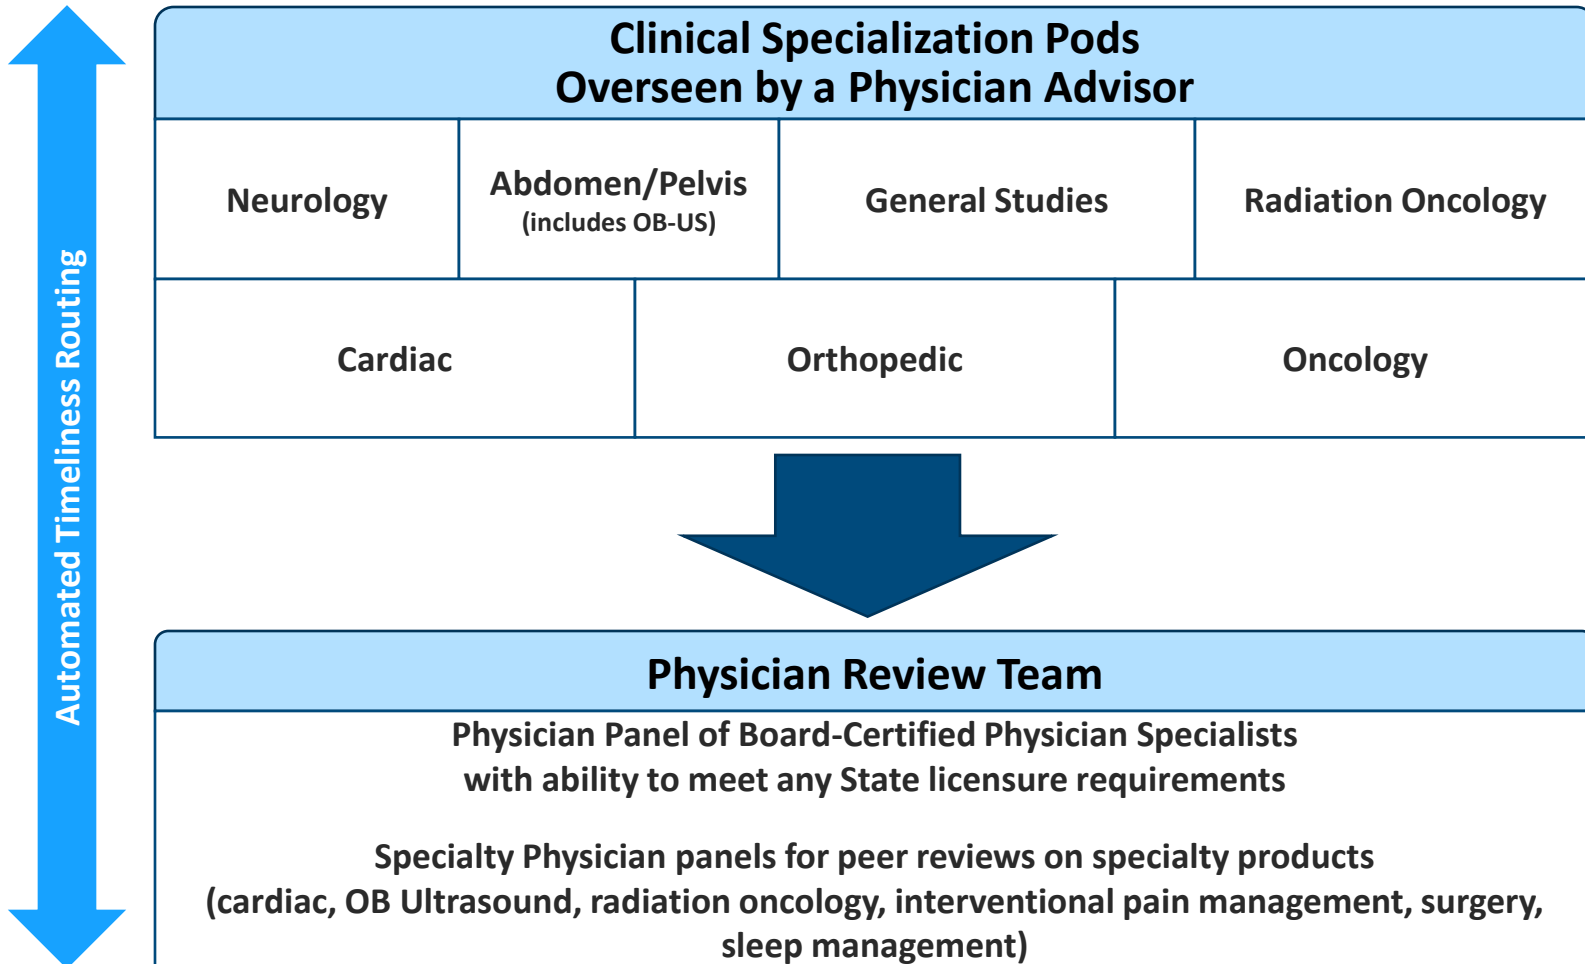 Clinical Specialization Pods
Overseen by a Physician Advisor
Neurology
Abdomen/Pelvis
(includes OB-US)
General Studies
Radiation Oncology
Cardiac
Orthopedic
Oncology
Automated Timeliness Routing
Physician Review Team
Physician Panel of Board-Certified Physician Specialists
with ability to meet any State licensure requirements
Specialty Physician panels for peer reviews on specialty products
(cardiac, OB Ultrasound, radiation oncology, interventional pain management, surgery,
sleep management)